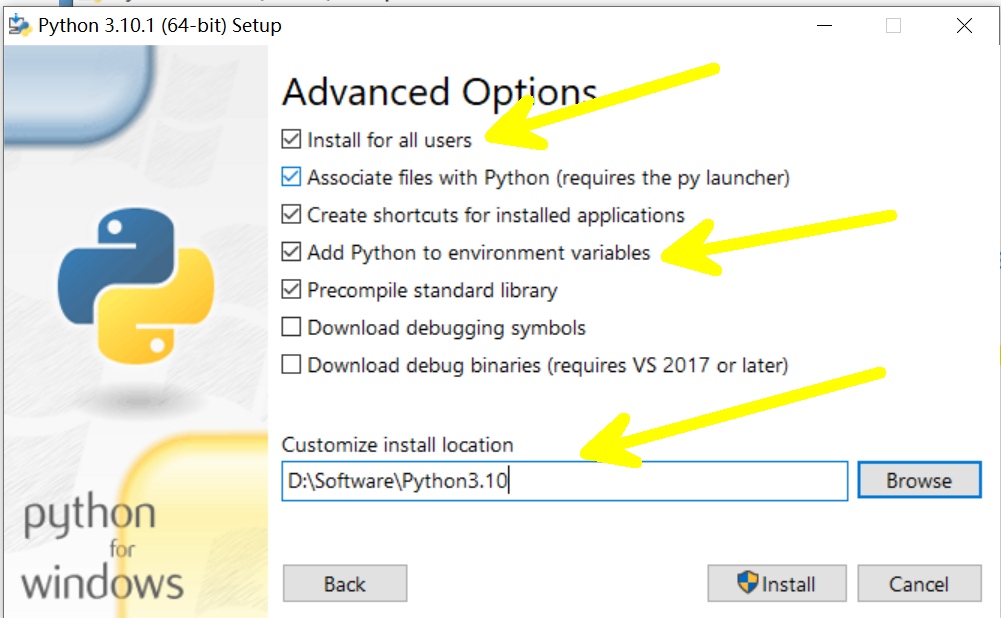 Python 3.10.1 (64-bit) Setup
Advanced Options
Install for all users
Associate files with Python (requires the py launcher)
Create shortcuts for installed applications
Add Python to environment variables
Precompile standard library
Download debugging symbols
Download debug binaries (requires VS 2017 or later)
Customize install location
D:\Software\Python3.10
Browse
python
for
windows
Back
Install
Cancel